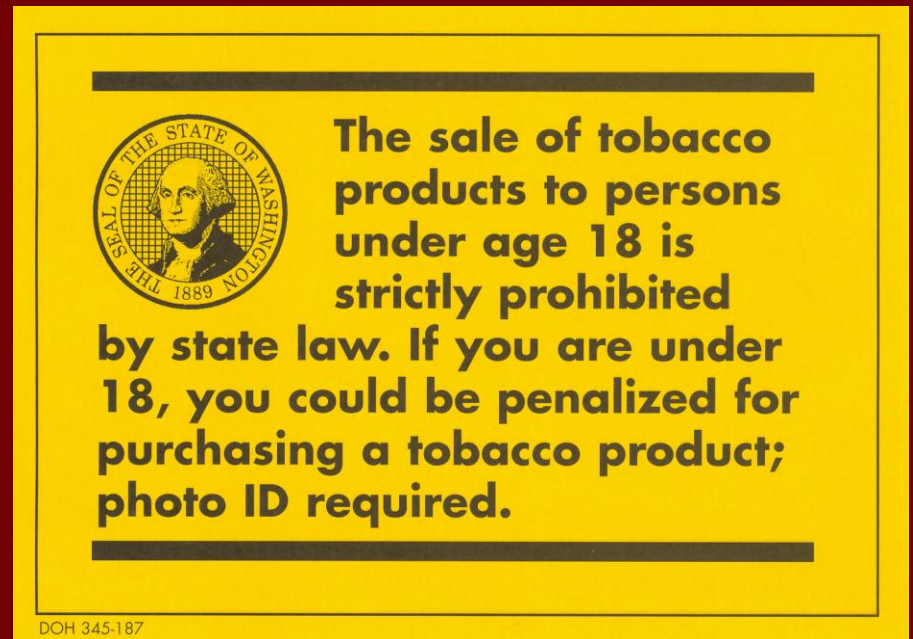 THE SEAL OF THE STATE OF WASHINGTON
1889
The sale of tobacco
products to persons
under age 18 is
strictly prohibited
by state law. If you are under
18, you could be penalized for
purchasing a tobacco product;
photo ID required.
DOH 345-187